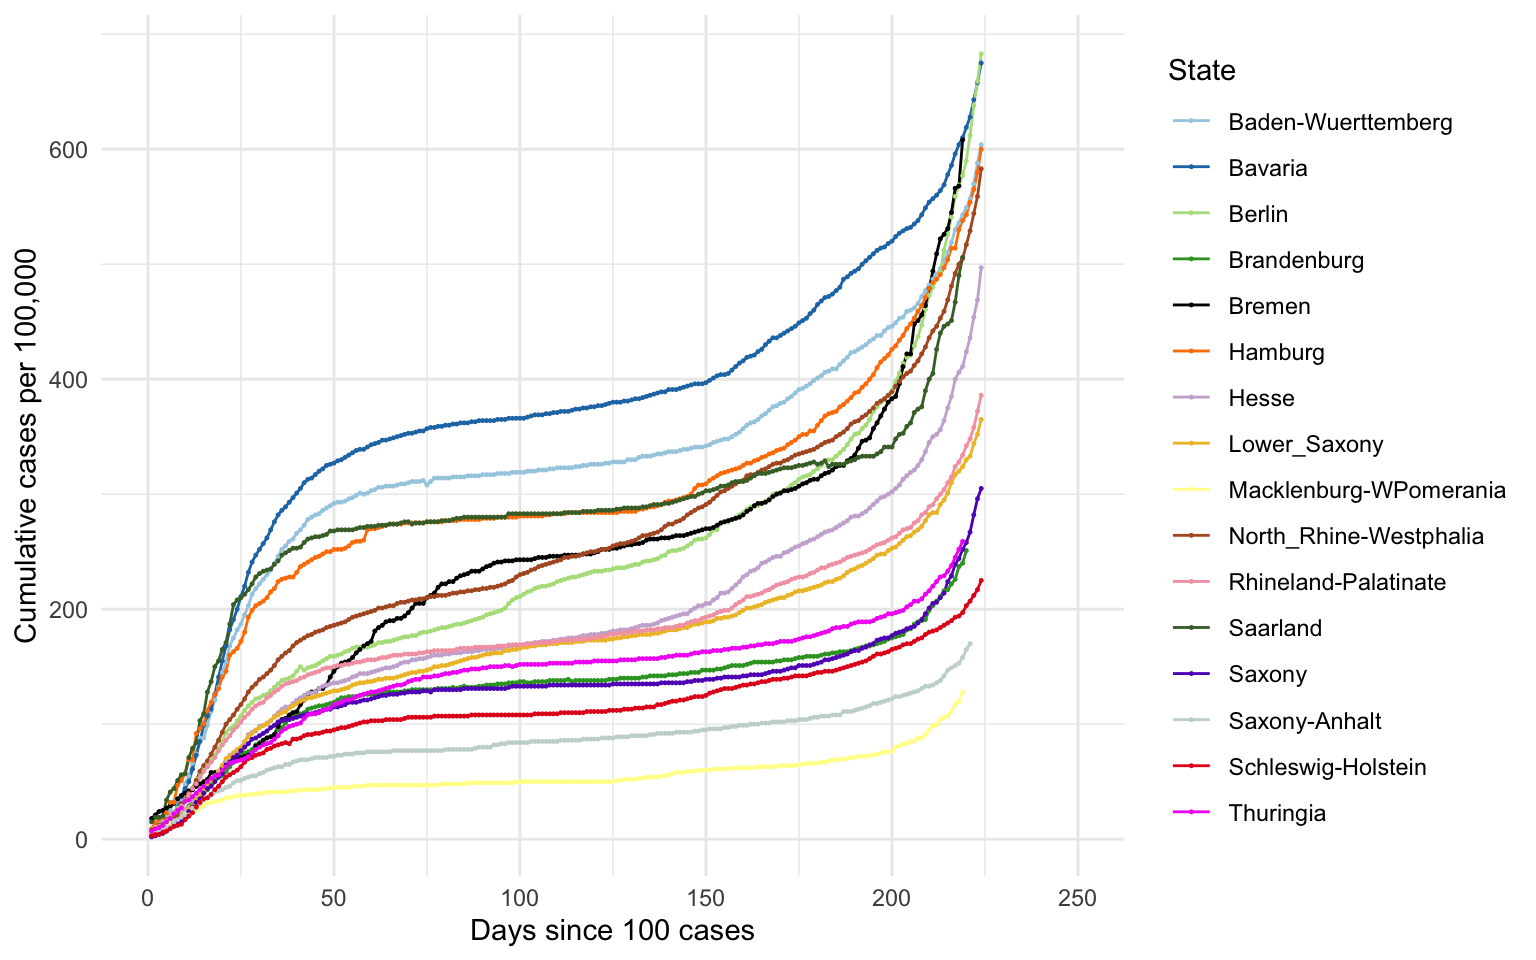 State
Baden-Wuerttemberg
Bavaria
Berlin
Brandenburg
Bremen
Hamburg
Hesse
Lower_Saxony
Macklenburg-WPomerania
North_Rhine-Westphalia
Rhineland-Palatinate
Saarland
Saxony
Saxony-Anhalt
Schleswig-Holstein
Thuringia
Cumulative cases per 100,000
600
400
200
0
0 50 100 150 200 250
Days since 100 cases